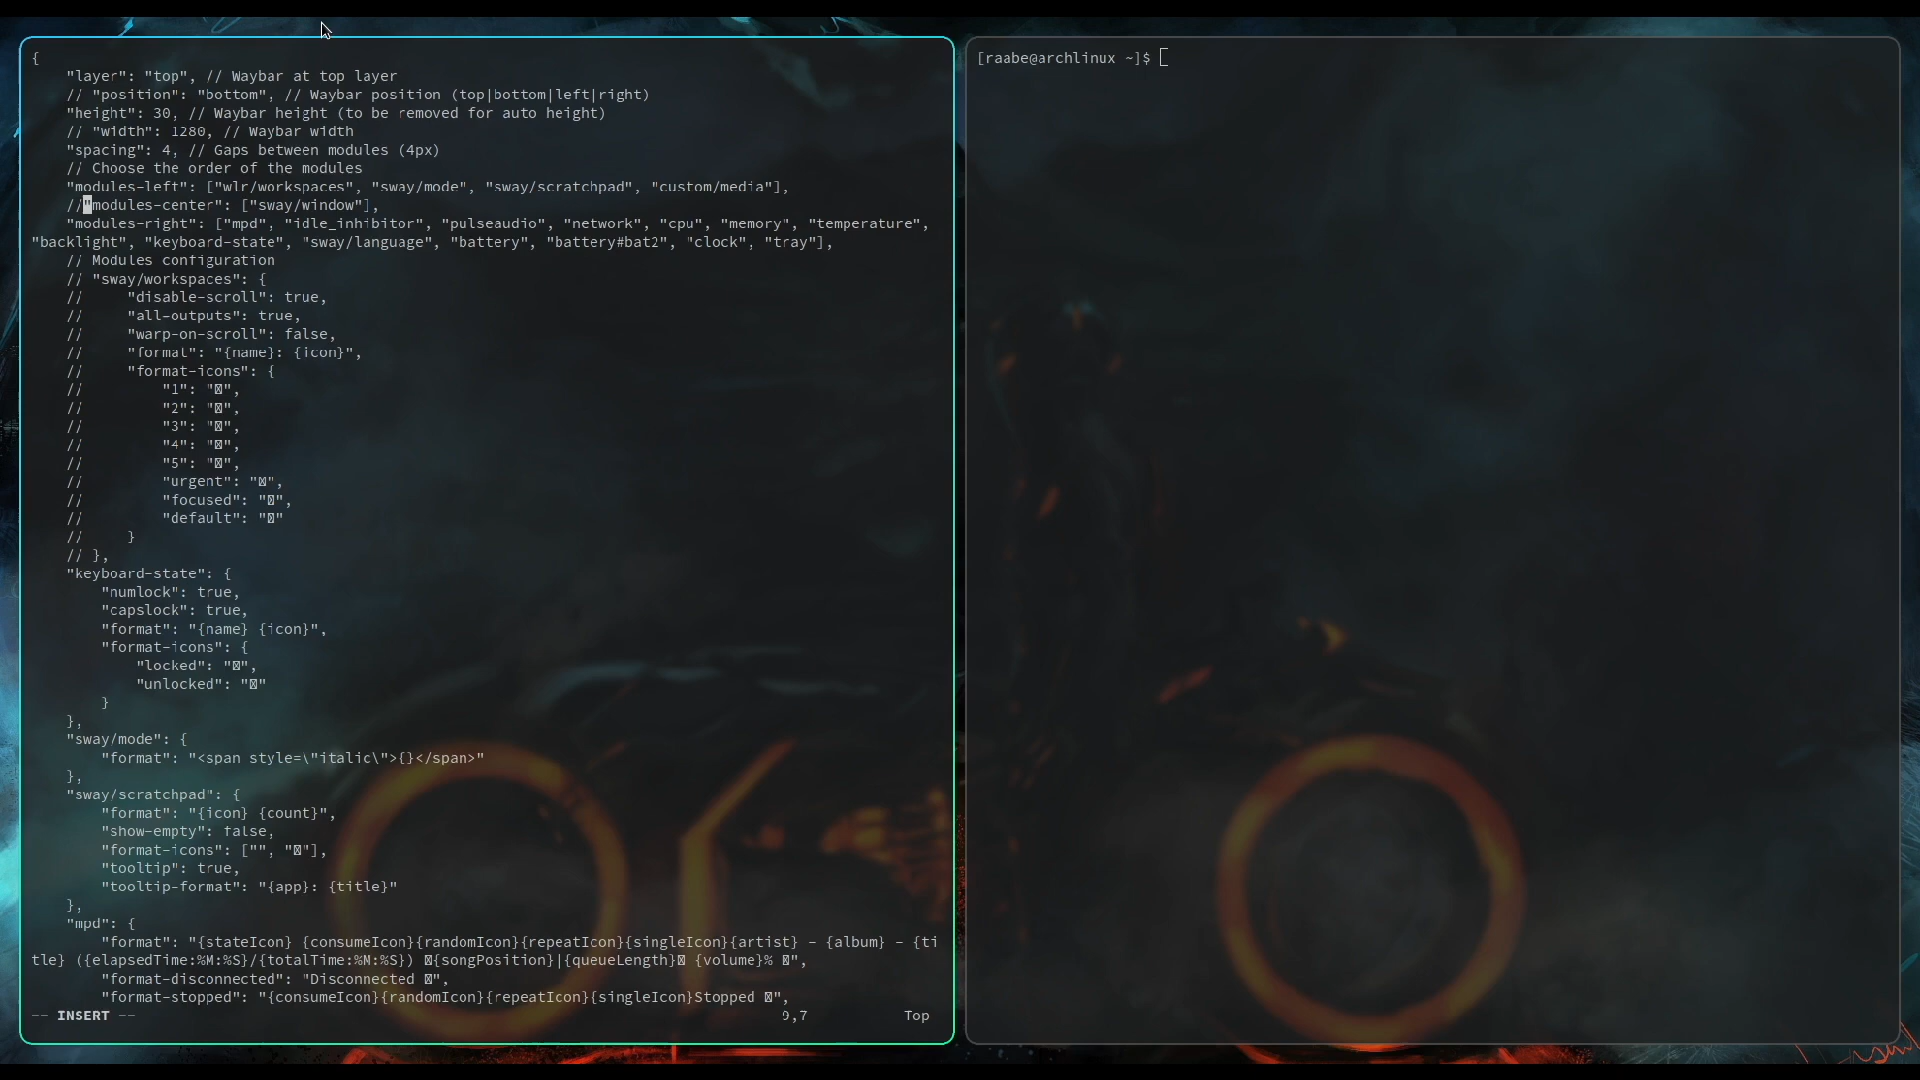 {
    "layer": "top", // Waybar at top layer
    // "position": "bottom", // Waybar position (top|bottom|left|right)
    "height": 30, // Waybar height (to be removed for auto height)
    // "width": 1280, // Waybar width
    "spacing": 4, // Gaps between modules (4px)
    // Choose the order of the modules
    "modules-left": ["wlr/workspaces", "sway/mode", "sway/scratchpad", "custom/media"],
    //"modules-center": ["sway/window"],
    "modules-right": ["mpd", "idle_inhibitor", "pulseaudio", "network", "cpu", "memory", "temperature",
"backlight", "keyboard-state", "sway/language", "battery", "battery#bat2", "clock", "tray"],
    // Modules configuration
    // "sway/workspaces": {
    //     "disable-scroll": true,
    //     "all-outputs": true,
    //     "warp-on-scroll": false,
    //     "format": "{name}: {icon}",
    //     "format-icons": {
    //         "1": "",
    //         "2": "",
    //         "3": "",
    //         "4": "",
    //         "5": "",
    //         "urgent": "",
    //         "focused": "",
    //         "default": ""
    //     }
    // },
    "keyboard-state": {
        "numlock": true,
        "capslock": true,
        "format": "{name} {icon}",
        "format-icons": {
            "locked": "",
            "unlocked": ""
        }
    },
    "sway/mode": {
        "format": "<span style=\"italic\">{}</span>"
    },
    "sway/scratchpad": {
        "format": "{icon} {count}",
        "show-empty": false,
        "format-icons": ["", ""],
        "tooltip": true,
        "tooltip-format": "{app}: {title}"
    },
    "mpd": {
        "format": "{stateIcon} {consumeIcon}{randomIcon}{repeatIcon}{singleIcon}{artist} - {album} - {ti
tle} ({elapsedTime:%M:%S}/{totalTime:%M:%S}) {songPosition}|{queueLength} {volume}% ",
        "format-disconnected": "Disconnected ",
        "format-stopped": "{consumeIcon}{randomIcon}{repeatIcon}{singleIcon}Stopped ",
-- INSERT --                                                                          9,7           Top
[raabe@archlinux ~]$